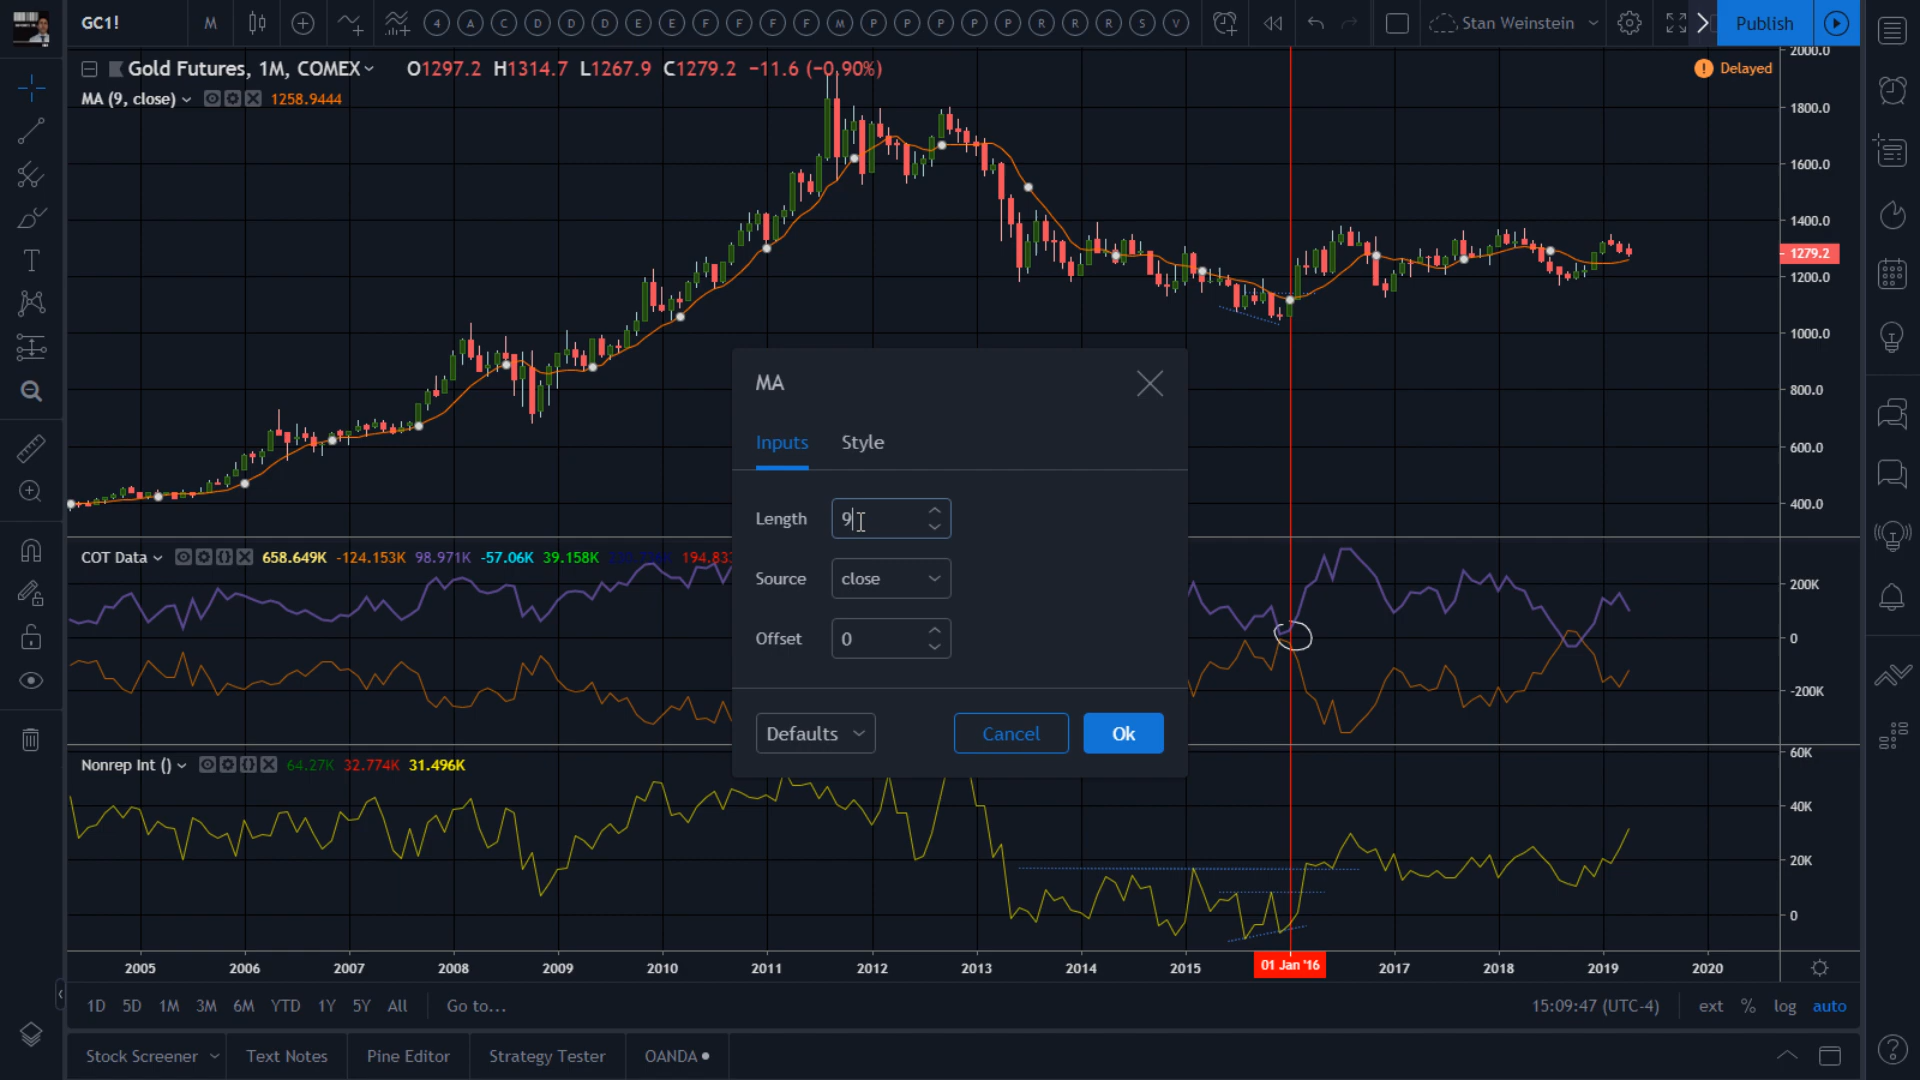 GC1! M 4 A C D D D E E F F F F M P P P P P R R R S V Stan Weinstein Publish
Gold Futures, 1M, COMEX O1297.2 H1314.7 L1267.9 C1279.2 −11.6 (−0.90%)
Delayed
MA (9, close) 1258.9444
2000.0
1800.0
1600.0
1400.0
1279.2
1200.0
1000.0
800.0
600.0
400.0
MA
Inputs Style
Length 9
Source close
Offset 0
Defaults Cancel Ok
COT Data 658.649K -124.153K 98.971K -57.06K 39.158K
200K
0
-200K
Nonrep Int () 64.27K 32.774K 31.496K
60K
40K
20K
0
2005 2006 2007 2008 2009 2010 2011 2012 2013 2014 2015 01 Jan '16 2017 2018 2019 2020
1D 5D 1M 3M 6M YTD 1Y 5Y All Go to... 15:09:47 (UTC-4) ext % log auto
Stock Screener Text Notes Pine Editor Strategy Tester OANDA